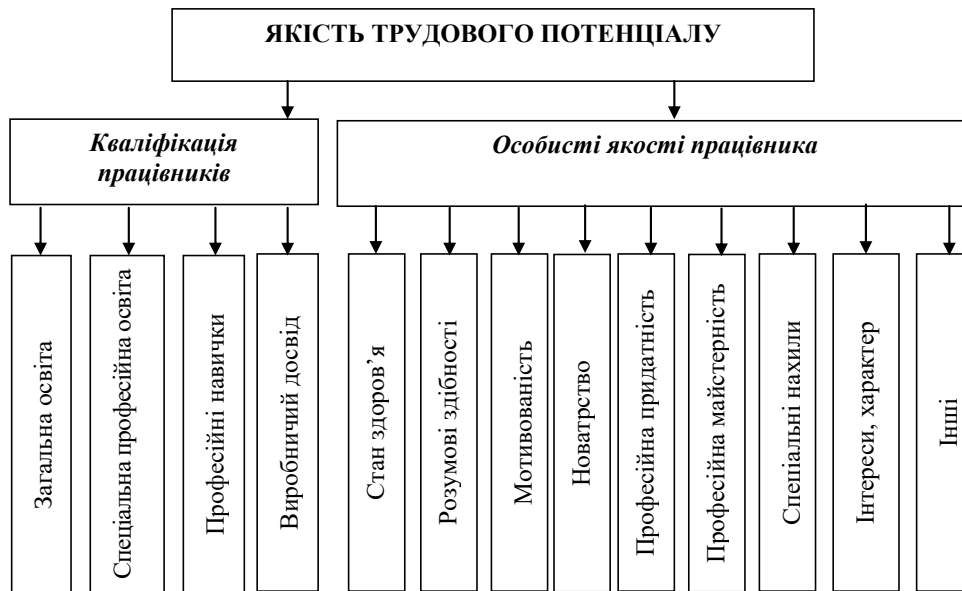 ЯКІСТЬ ТРУДОВОГО ПОТЕНЦІАЛУ
Кваліфікація
працівників
Особисті якості працівника
Загальна освіта
Спеціальна професійна освіта
Професійні навички
Виробничий досвід
Стан здоров’я
Розумові здібності
Мотивованість
Новатрство
Професійна придатність
Професійна майстерність
Спеціальні нахили
Інтереси, характер
Інші